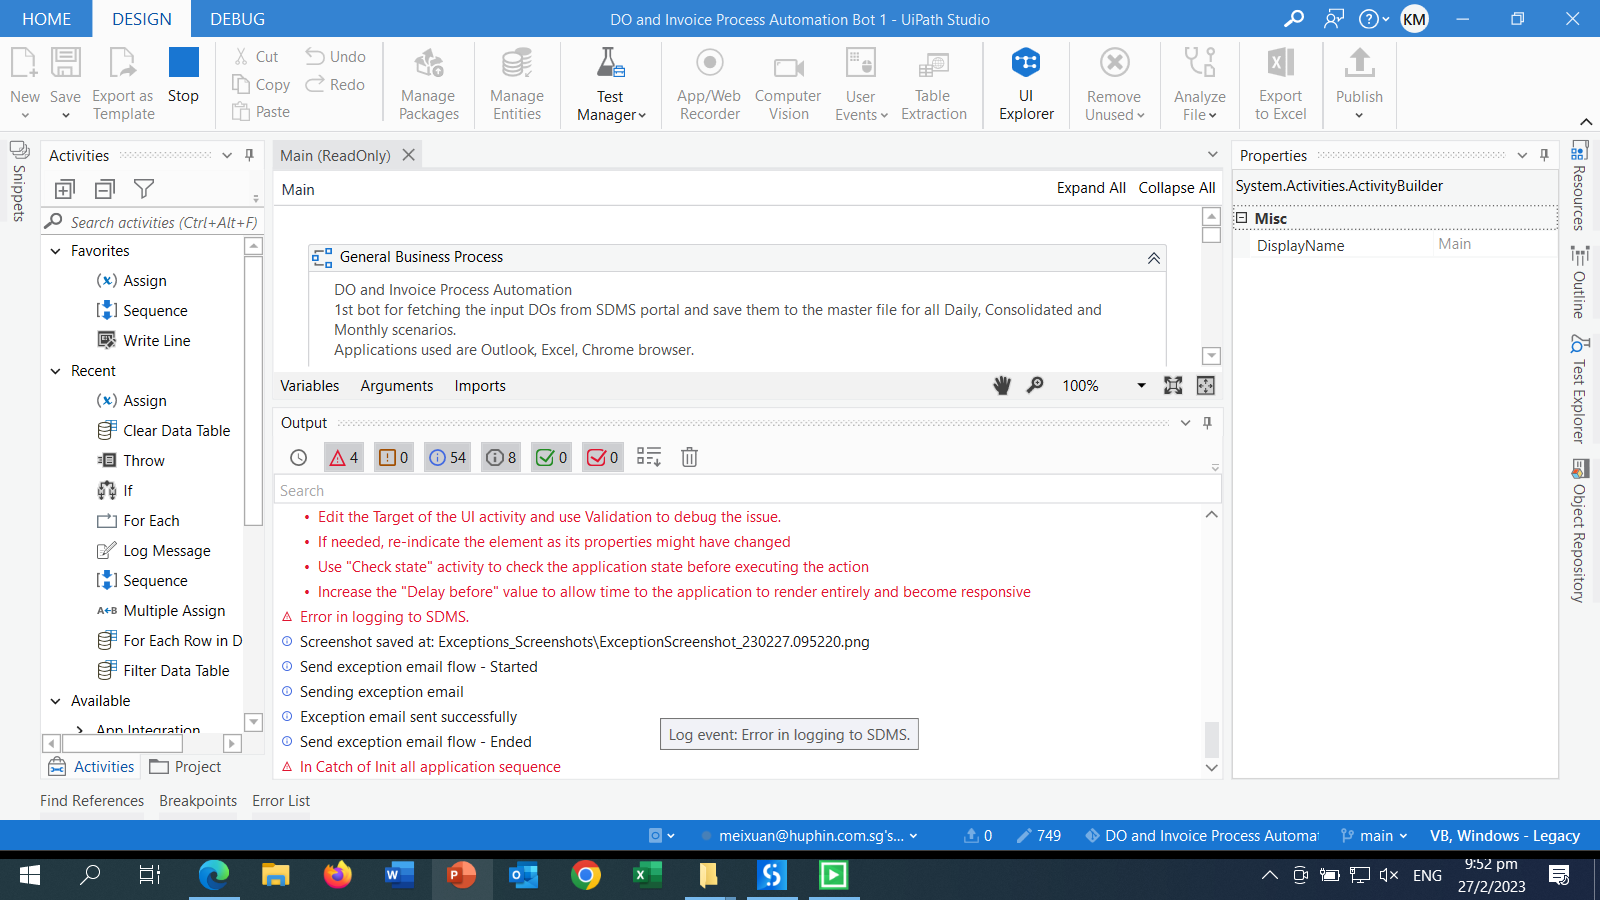 HOME
DESIGN
DEBUG
DO and Invoice Process Automation Bot 1 - UiPath Studio
KM
New
Save
Export as
Template
Stop
Cut
Copy
Paste
Undo
Redo
Manage
Packages
Manage
Entities
Test
Manager
App/Web
Recorder
Computer
Vision
User
Events
Table
Extraction
UI
Explorer
Remove
Unused
Analyze
File
Export
to Excel
Publish
Snippets
Activities
Search activities (Ctrl+Alt+F)
Favorites
Assign
Sequence
Write Line
Recent
Assign
Clear Data Table
Throw
If
For Each
Log Message
Sequence
Multiple Assign
For Each Row in D
Filter Data Table
Available
App Integration
Activities
Project
Main (ReadOnly)
Main
Expand All
Collapse All
General Business Process
DO and Invoice Process Automation
1st bot for fetching the input DOs from SDMS portal and save them to the master file for all Daily, Consolidated and
Monthly scenarios.
Applications used are Outlook, Excel, Chrome browser.
Variables
Arguments
Imports
100%
Output
4
0
54
8
0
0
Search
• Edit the Target of the UI activity and use Validation to debug the issue.
• If needed, re-indicate the element as its properties might have changed
• Use "Check state" activity to check the application state before executing the action
• Increase the "Delay before" value to allow time to the application to render entirely and become responsive
Error in logging to SDMS.
Screenshot saved at: Exceptions_Screenshots\ExceptionScreenshot_230227.095220.png
Send exception email flow - Started
Sending exception email
Exception email sent successfully
Send exception email flow - Ended
Log event: Error in logging to SDMS.
In Catch of Init all application sequence
Properties
System.Activities.ActivityBuilder
Misc
DisplayName
Main
Resources
Outline
Test Explorer
Object Repository
Find References
Breakpoints
Error List
meixuan@huphin.com.sg's...
0
749
DO and Invoice Process Automat
main
VB, Windows - Legacy
ENG
9:52 pm
27/2/2023